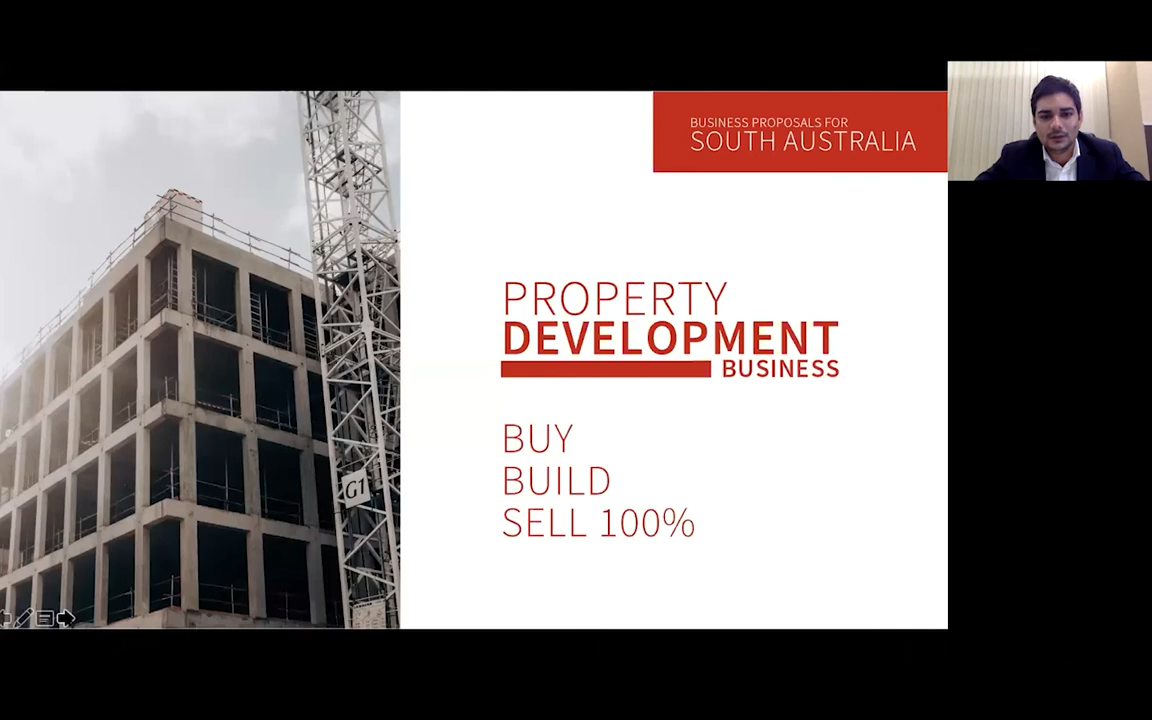 BUSINESS PROPOSALS FOR
SOUTH AUSTRALIA
PROPERTY
DEVELOPMENT
BUSINESS
BUY
BUILD
SELL 100%
G1